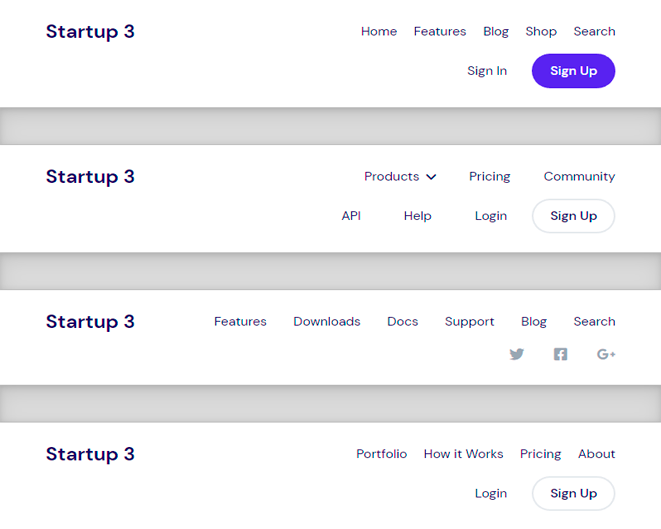 Startup 3 Home Features Blog Shop Search
Sign In Sign Up
Startup 3 Products Pricing Community
API Help Login Sign Up
Startup 3 Features Downloads Docs Support Blog Search
G+
Startup 3 Portfolio How it Works Pricing About
Login Sign Up